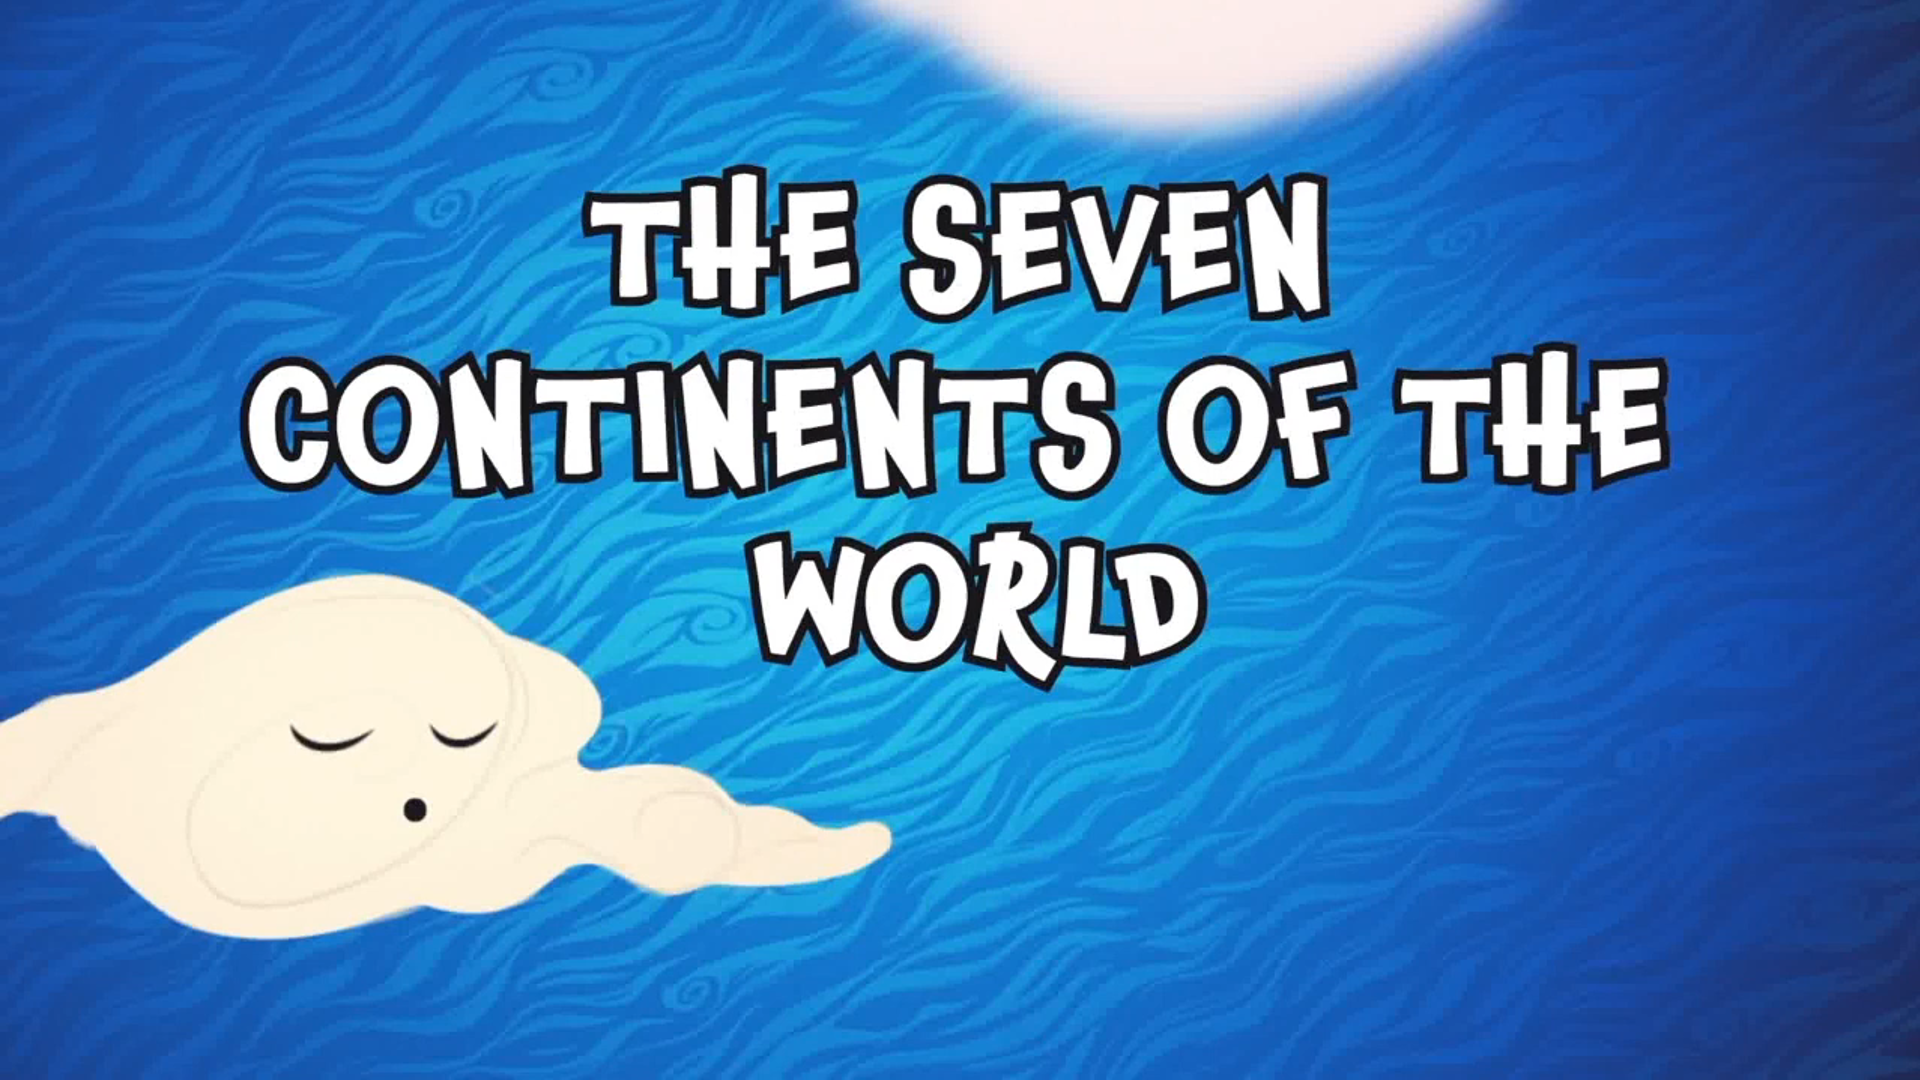 THE SEVEN
CONTINENTS OF THE
WORLD